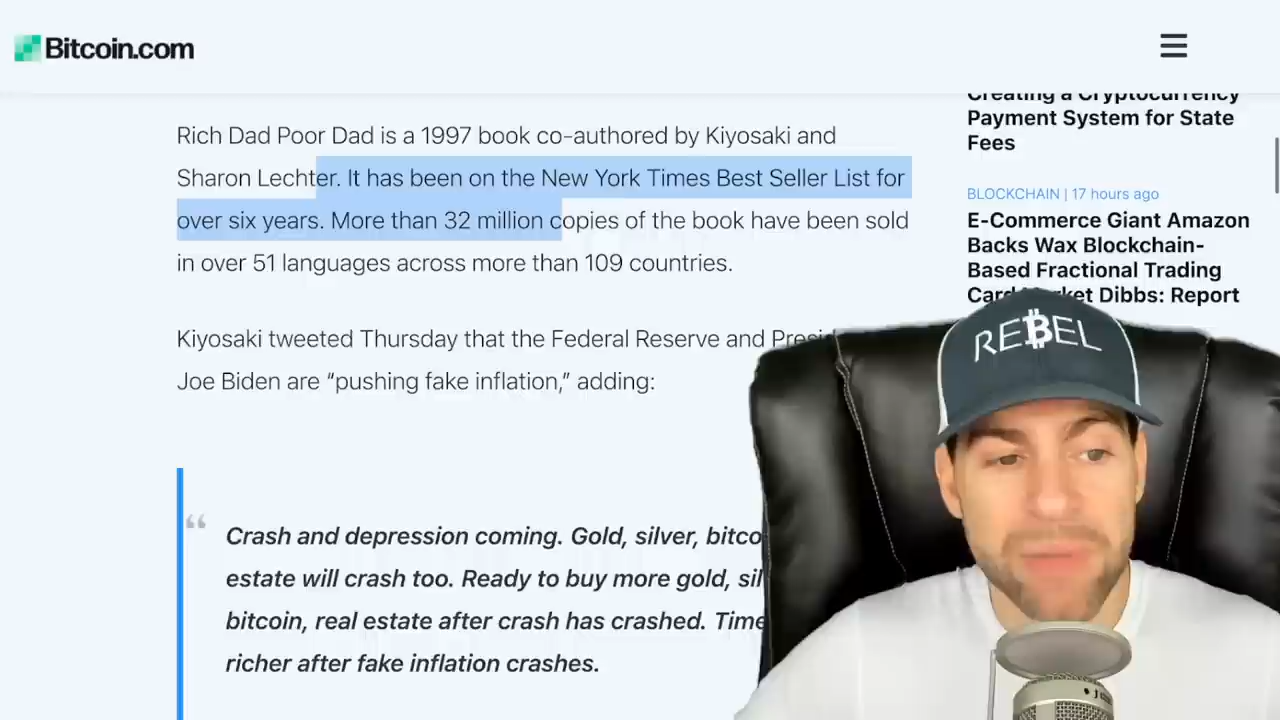 Bitcoin.com
Rich Dad Poor Dad is a 1997 book co-authored by Kiyosaki and
Sharon Lechter. It has been on the New York Times Best Seller List for
over six years. More than 32 million copies of the book have been sold
in over 51 languages across more than 109 countries.
Kiyosaki tweeted Thursday that the Federal Reserve and
Joe Biden are “pushing fake inflation,” adding:
“
Crash and depression coming. Gold, silver,
estate will crash too. Ready to buy more gold,
bitcoin, real estate after crash has crashed.
richer after fake inflation crashes.
Creating a Cryptocurrency
Payment System for State
Fees
BLOCKCHAIN | 17 hours ago
E-Commerce Giant Amazon
Backs Wax Blockchain-
Based Fractional Trading
Dibbs: Report
REBEL